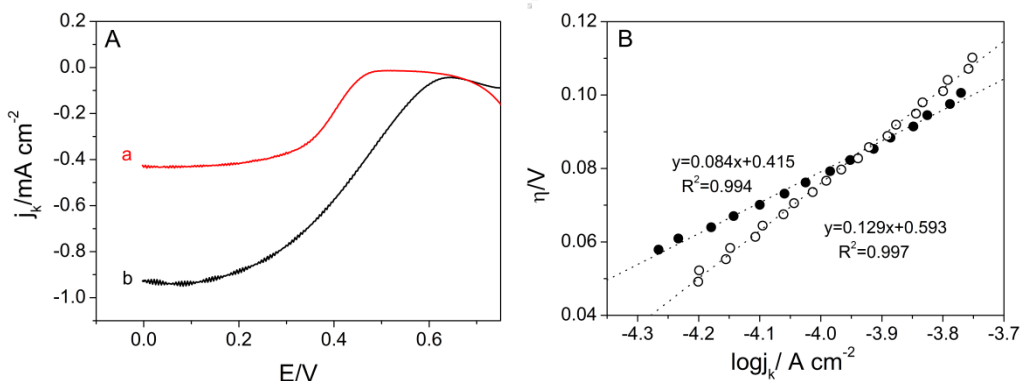 A
0.2
0.0
-0.2
-0.4
-0.6
-0.8
-1.0
jₖ/mA cm⁻²
a
b
0.0 0.2 0.4 0.6
E/V
B
0.12
0.10
0.08
0.06
0.04
η/V
y=0.084x+0.415
R²=0.994
y=0.129x+0.593
R²=0.997
-4.3 -4.2 -4.1 -4.0 -3.9 -3.8 -3.7
logjₖ/ A cm⁻²